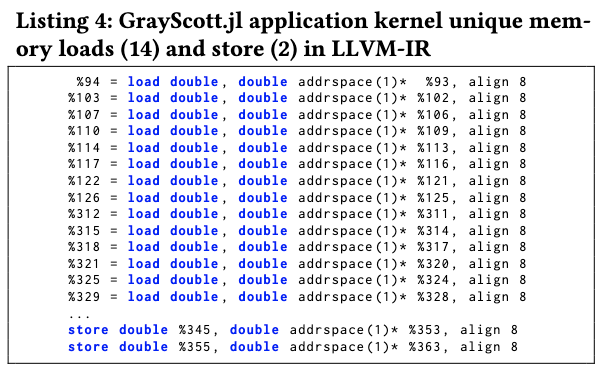 Listing 4: GrayScott.jl application kernel unique mem-
ory loads (14) and store (2) in LLVM-IR
%94 = load double, double addrspace(1)* %93, align 8
%103 = load double, double addrspace(1)* %102, align 8
%107 = load double, double addrspace(1)* %106, align 8
%110 = load double, double addrspace(1)* %109, align 8
%114 = load double, double addrspace(1)* %113, align 8
%117 = load double, double addrspace(1)* %116, align 8
%122 = load double, double addrspace(1)* %121, align 8
%126 = load double, double addrspace(1)* %125, align 8
%312 = load double, double addrspace(1)* %311, align 8
%315 = load double, double addrspace(1)* %314, align 8
%318 = load double, double addrspace(1)* %317, align 8
%321 = load double, double addrspace(1)* %320, align 8
%325 = load double, double addrspace(1)* %324, align 8
%329 = load double, double addrspace(1)* %328, align 8
...
store double %345, double addrspace(1)* %353, align 8
store double %355, double addrspace(1)* %363, align 8